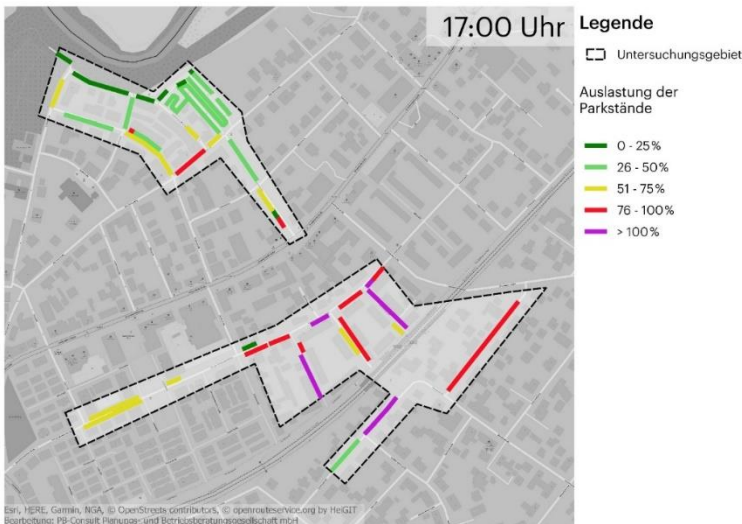 17:00 Uhr
Legende
Untersuchungsgebiet
Auslastung der
Parkstände
0 - 25%
26 - 50%
51 - 75%
76 - 100%
> 100%
Esri, HERE, Garmin, NGA, © OpenStreets contributors, © openrouteservice.org by HeiGIT
Bearbeitung: PB-Consult Planungs- und Betriebsberatungsgesellschaft mbH